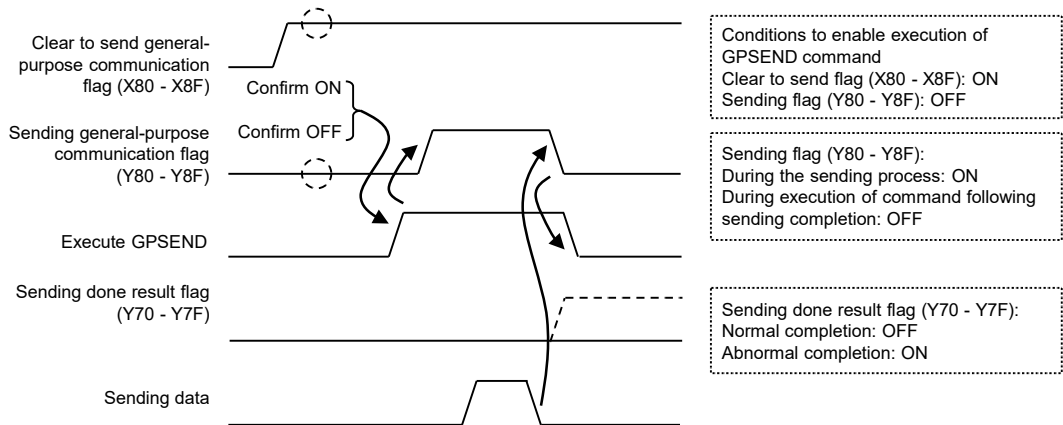 Clear to send general-
purpose communication
flag (X80 - X8F)
Confirm ON
Confirm OFF
Sending general-purpose
communication flag
(Y80 - Y8F)
Execute GPSEND
Sending done result flag
(Y70 - Y7F)
Sending data
Conditions to enable execution of
GPSEND command
Clear to send flag (X80 - X8F): ON
Sending flag (Y80 - Y8F): OFF
Sending flag (Y80 - Y8F):
During the sending process: ON
During execution of command following
sending completion: OFF
Sending done result flag (Y70 - Y7F):
Normal completion: OFF
Abnormal completion: ON